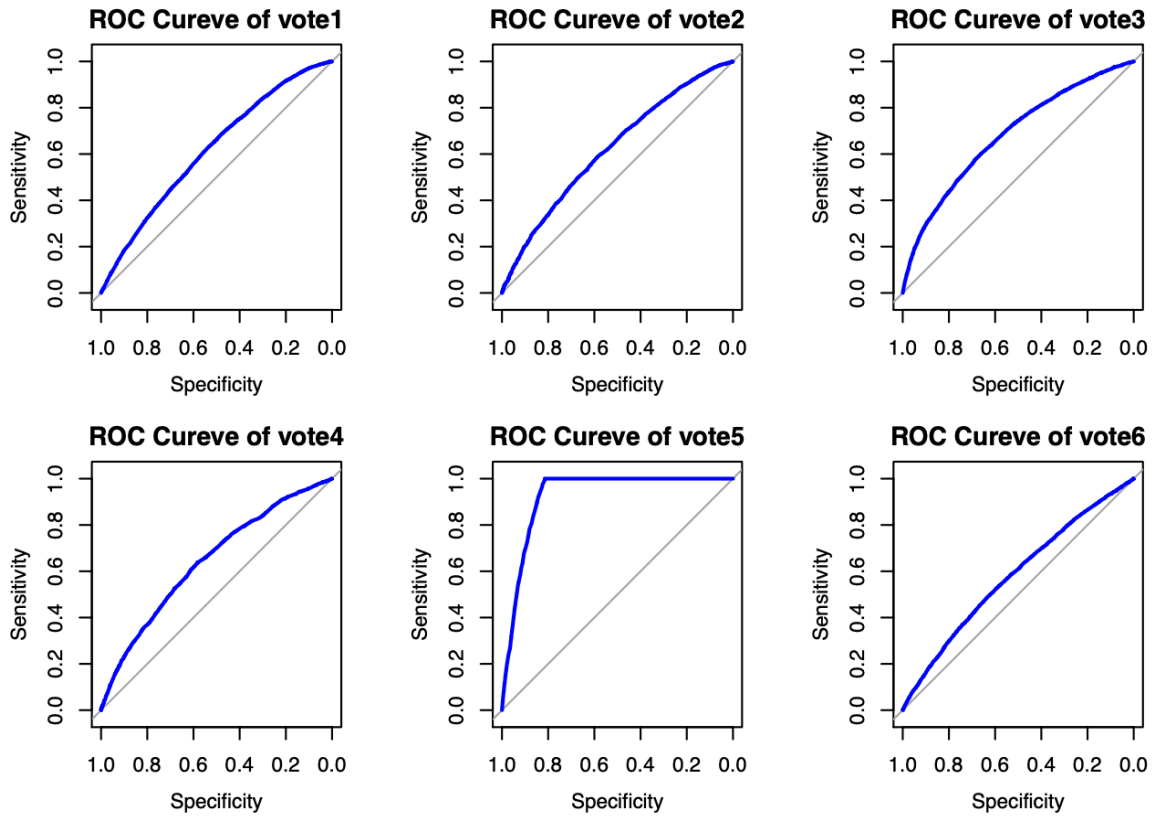 ROC Cureve of vote1
Sensitivity
0.0 0.2 0.4 0.6 0.8 1.0
1.0 0.8 0.6 0.4 0.2 0.0
Specificity
ROC Cureve of vote2
Sensitivity
0.0 0.2 0.4 0.6 0.8 1.0
1.0 0.8 0.6 0.4 0.2 0.0
Specificity
ROC Cureve of vote3
Sensitivity
0.0 0.2 0.4 0.6 0.8 1.0
1.0 0.8 0.6 0.4 0.2 0.0
Specificity
ROC Cureve of vote4
Sensitivity
0.0 0.2 0.4 0.6 0.8 1.0
1.0 0.8 0.6 0.4 0.2 0.0
Specificity
ROC Cureve of vote5
Sensitivity
0.0 0.2 0.4 0.6 0.8 1.0
1.0 0.8 0.6 0.4 0.2 0.0
Specificity
ROC Cureve of vote6
Sensitivity
0.0 0.2 0.4 0.6 0.8 1.0
1.0 0.8 0.6 0.4 0.2 0.0
Specificity